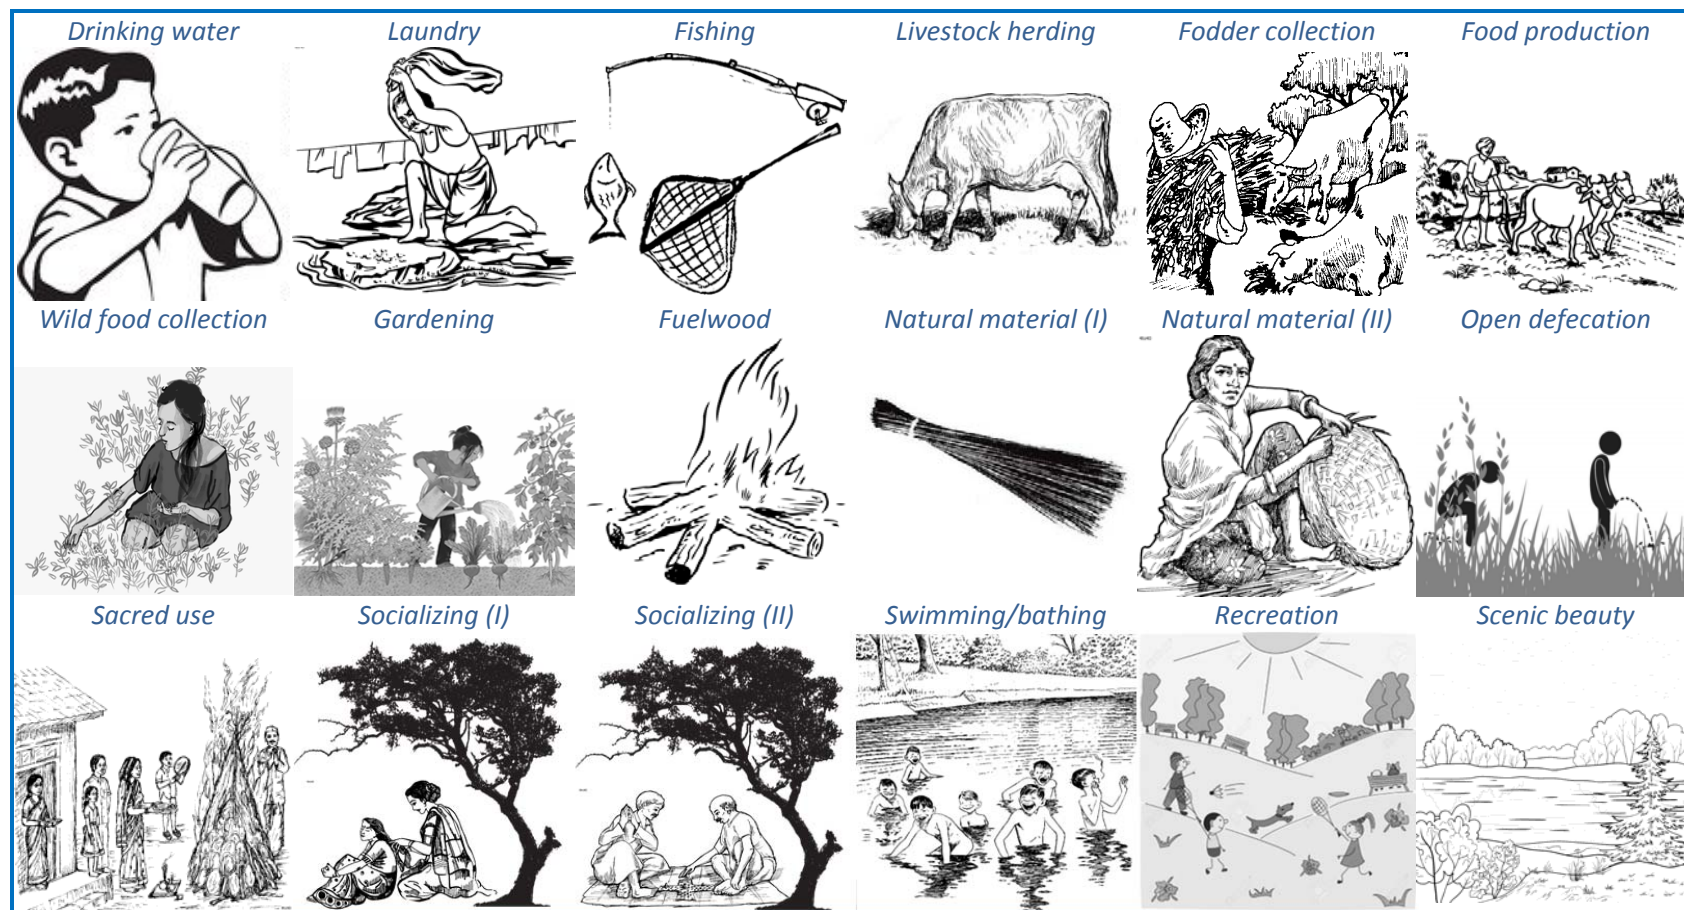 Drinking water
Laundry
Fishing
Livestock herding
Fodder collection
Food production
Wild food collection
Gardening
Fuelwood
Natural material (I)
Natural material (II)
Open defecation
Sacred use
Socializing (I)
Socializing (II)
Swimming/bathing
Recreation
Scenic beauty